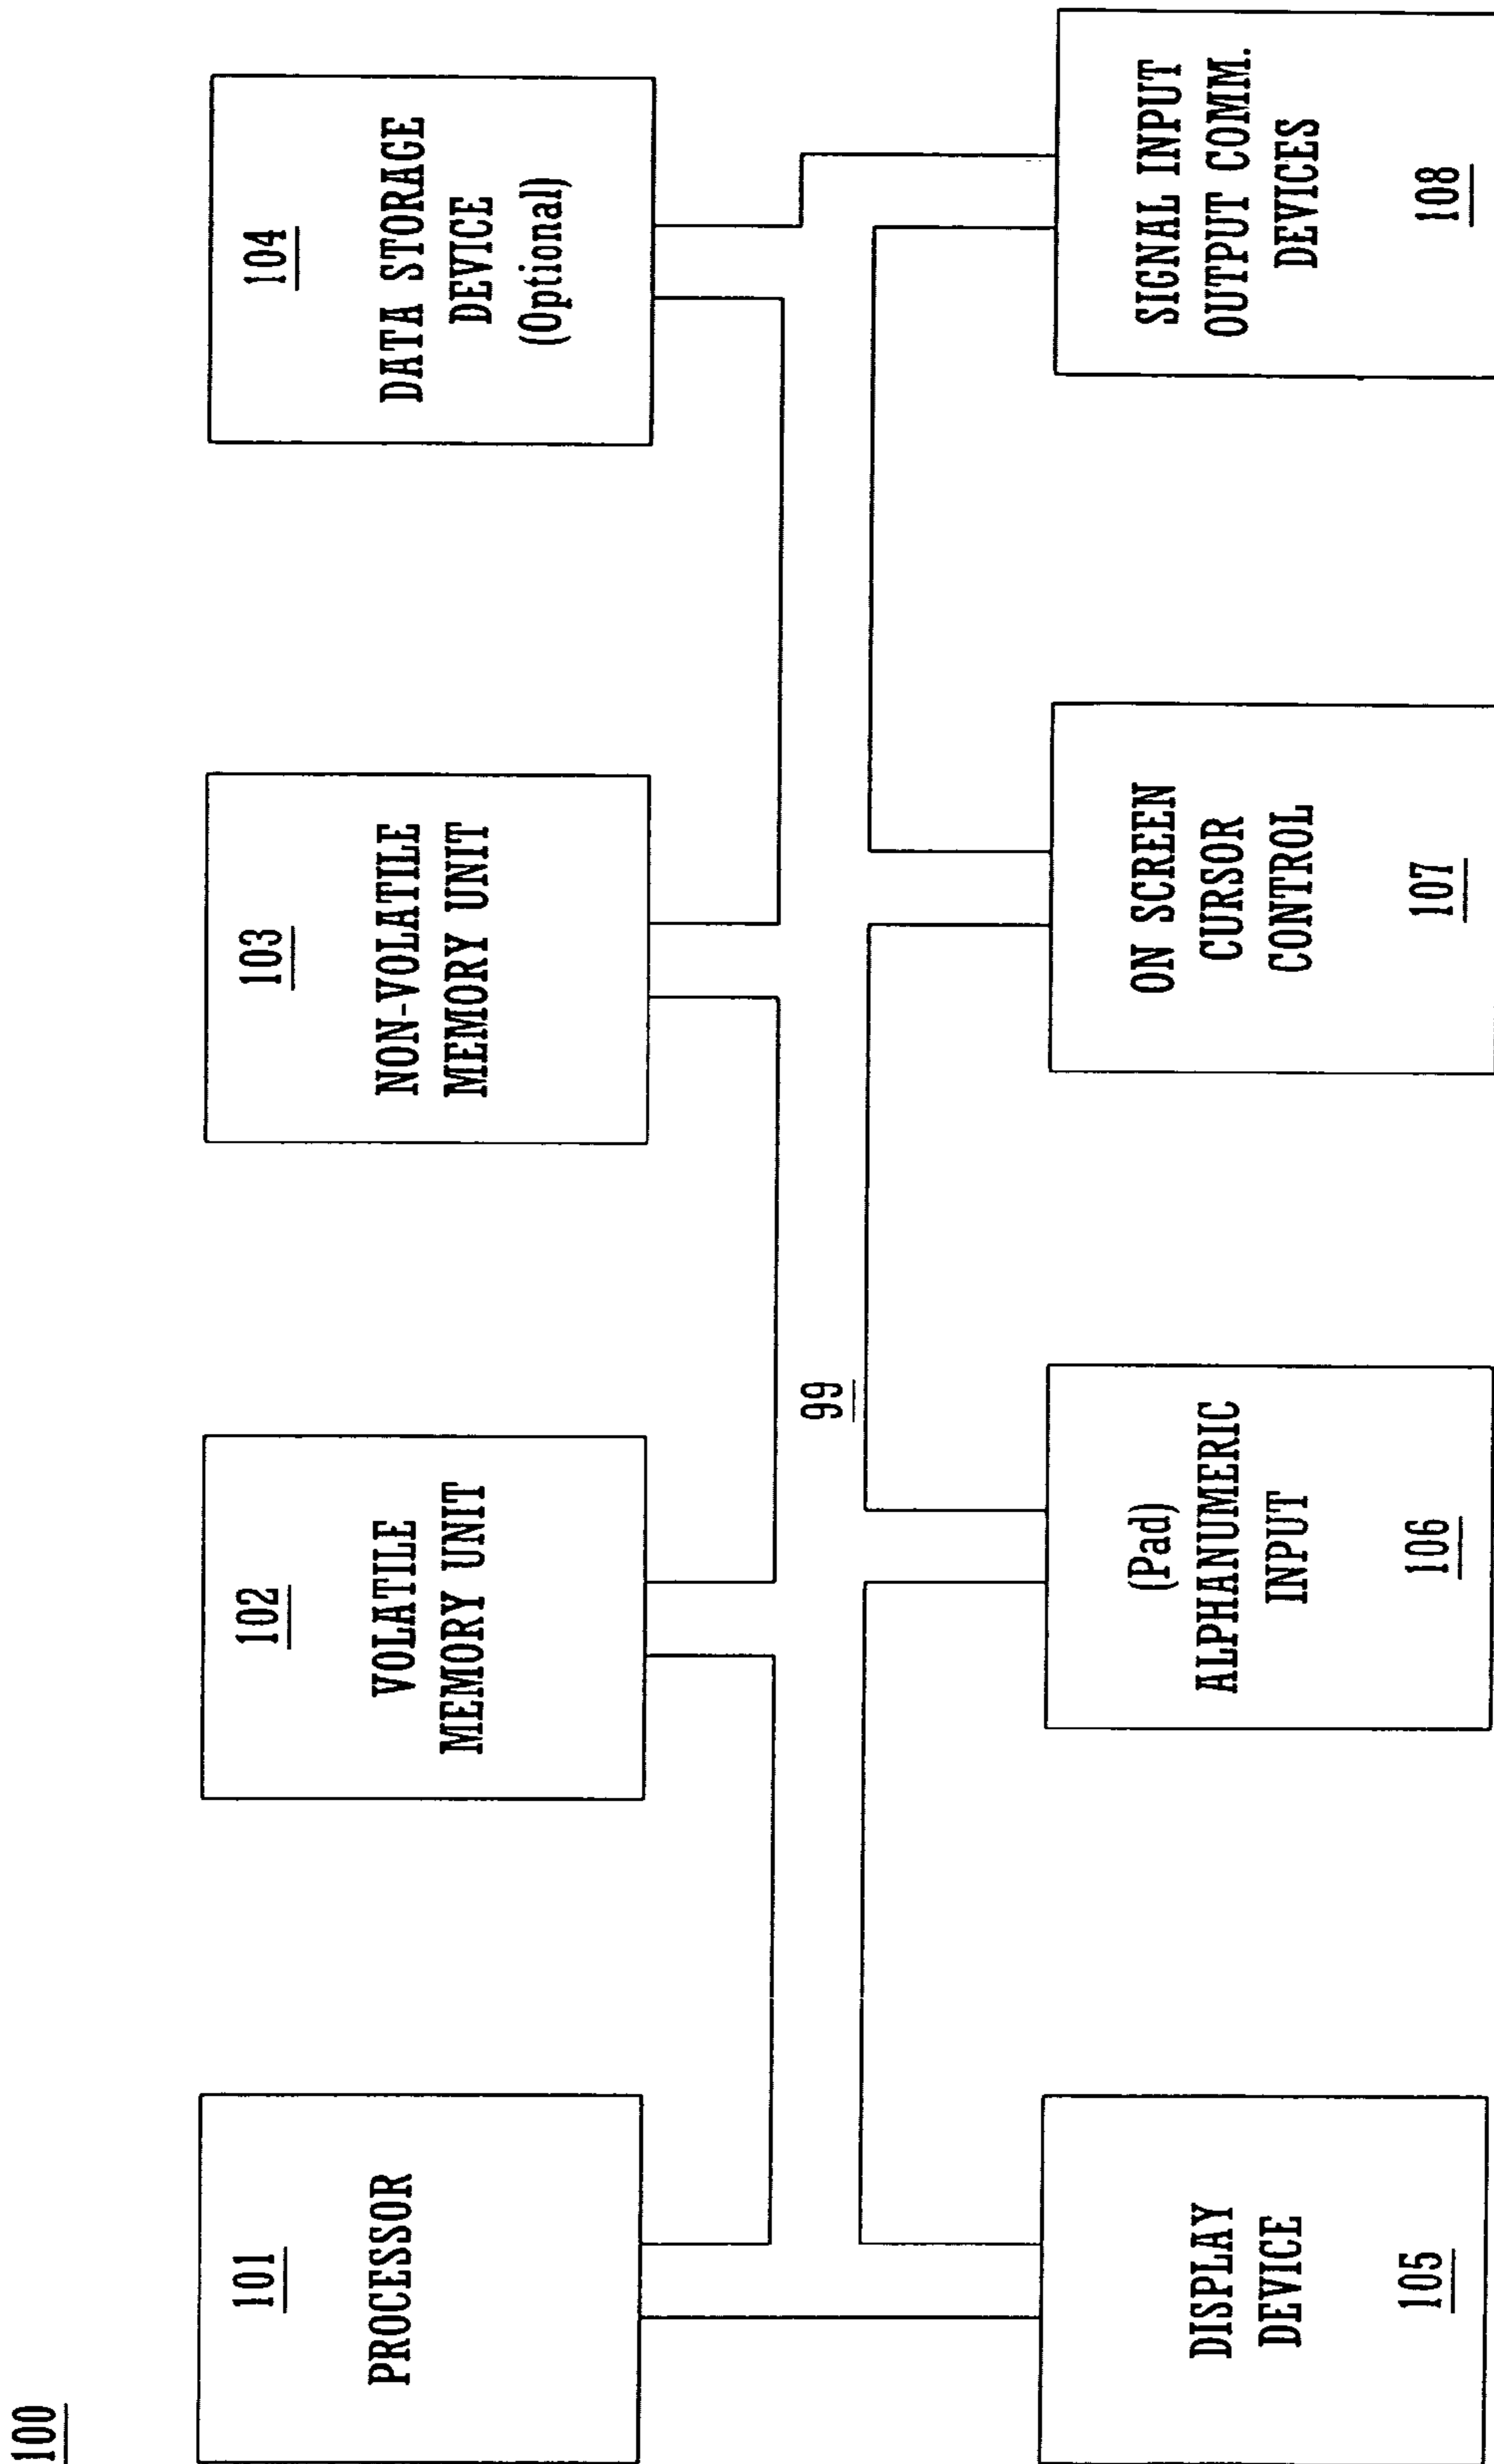 100
101
PROCESSOR
102
VOLATILE
MEMORY UNIT
103
NON-VOLATILE
MEMORY UNIT
104
DATA STORAGE
DEVICE
(Optional)
99
DISPLAY
DEVICE
105
(Pad)
ALPHANUMERIC
INPUT
106
ON SCREEN
CURSOR
CONTROL
107
SIGNAL INPUT
OUTPUT COMM.
DEVICES
108